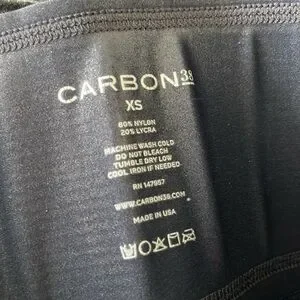 CARBON38
XS
80% NYLON
20% LYCRA
MACHINE WASH COLD
DO NOT BLEACH
TUMBLE DRY LOW
COOL IRON IF NEEDED
RN 147957
WWW.CARBON38.COM
MADE IN USA